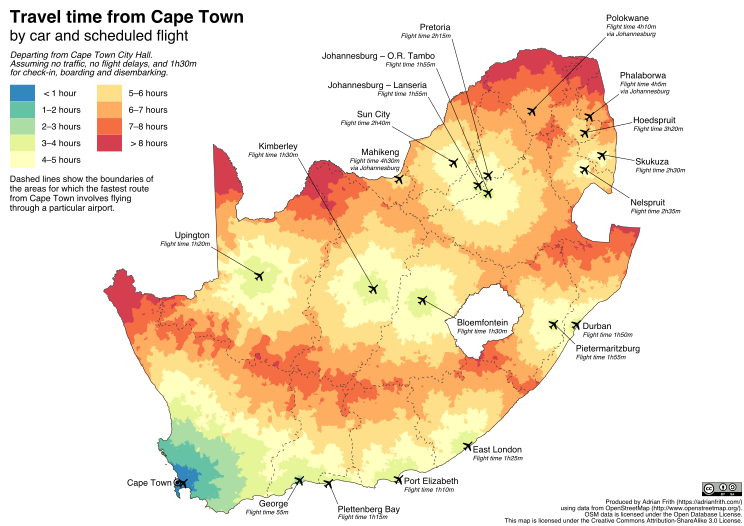 Travel time from Cape Town
by car and scheduled flight
Departing from Cape Town City Hall.
Assuming no traffic, no flight delays, and 1h30m
for check-in, boarding and disembarking.
< 1 hour
1–2 hours
2–3 hours
3–4 hours
4–5 hours
5–6 hours
6–7 hours
7–8 hours
> 8 hours
Dashed lines show the boundaries of
the areas for which the fastest route
from Cape Town involves flying
through a particular airport.
Polokwane
Flight time 4h10m
via Johannesburg
Pretoria
Flight time 2h15m
Johannesburg – O.R. Tambo
Flight time 1h55m
Johannesburg – Lanseria
Flight time 1h55m
Phalaborwa
Flight time 4h5m
via Johannesburg
Sun City
Flight time 2h40m
Hoedspruit
Flight time 3h20m
Kimberley
Flight time 1h30m
Mahikeng
Flight time 4h30m
via Johannesburg
Skukuza
Flight time 2h30m
Nelspruit
Flight time 2h35m
Upington
Flight time 1h20m
Bloemfontein
Flight time 1h30m
Durban
Flight time 1h50m
Pietermaritzburg
Flight time 1h55m
East London
Flight time 1h25m
Cape Town
Port Elizabeth
Flight time 1h10m
George
Flight time 55m
Plettenberg Bay
Flight time 1h15m
cc
BY SA
Produced by Adrian Frith (https://adrianfrith.com/)
using data from OpenStreetMap (http://www.openstreetmap.org/).
OSM data is licensed under the Open Database License.
This map is licensed under the Creative Commons Attribution-ShareAlike 3.0 License.